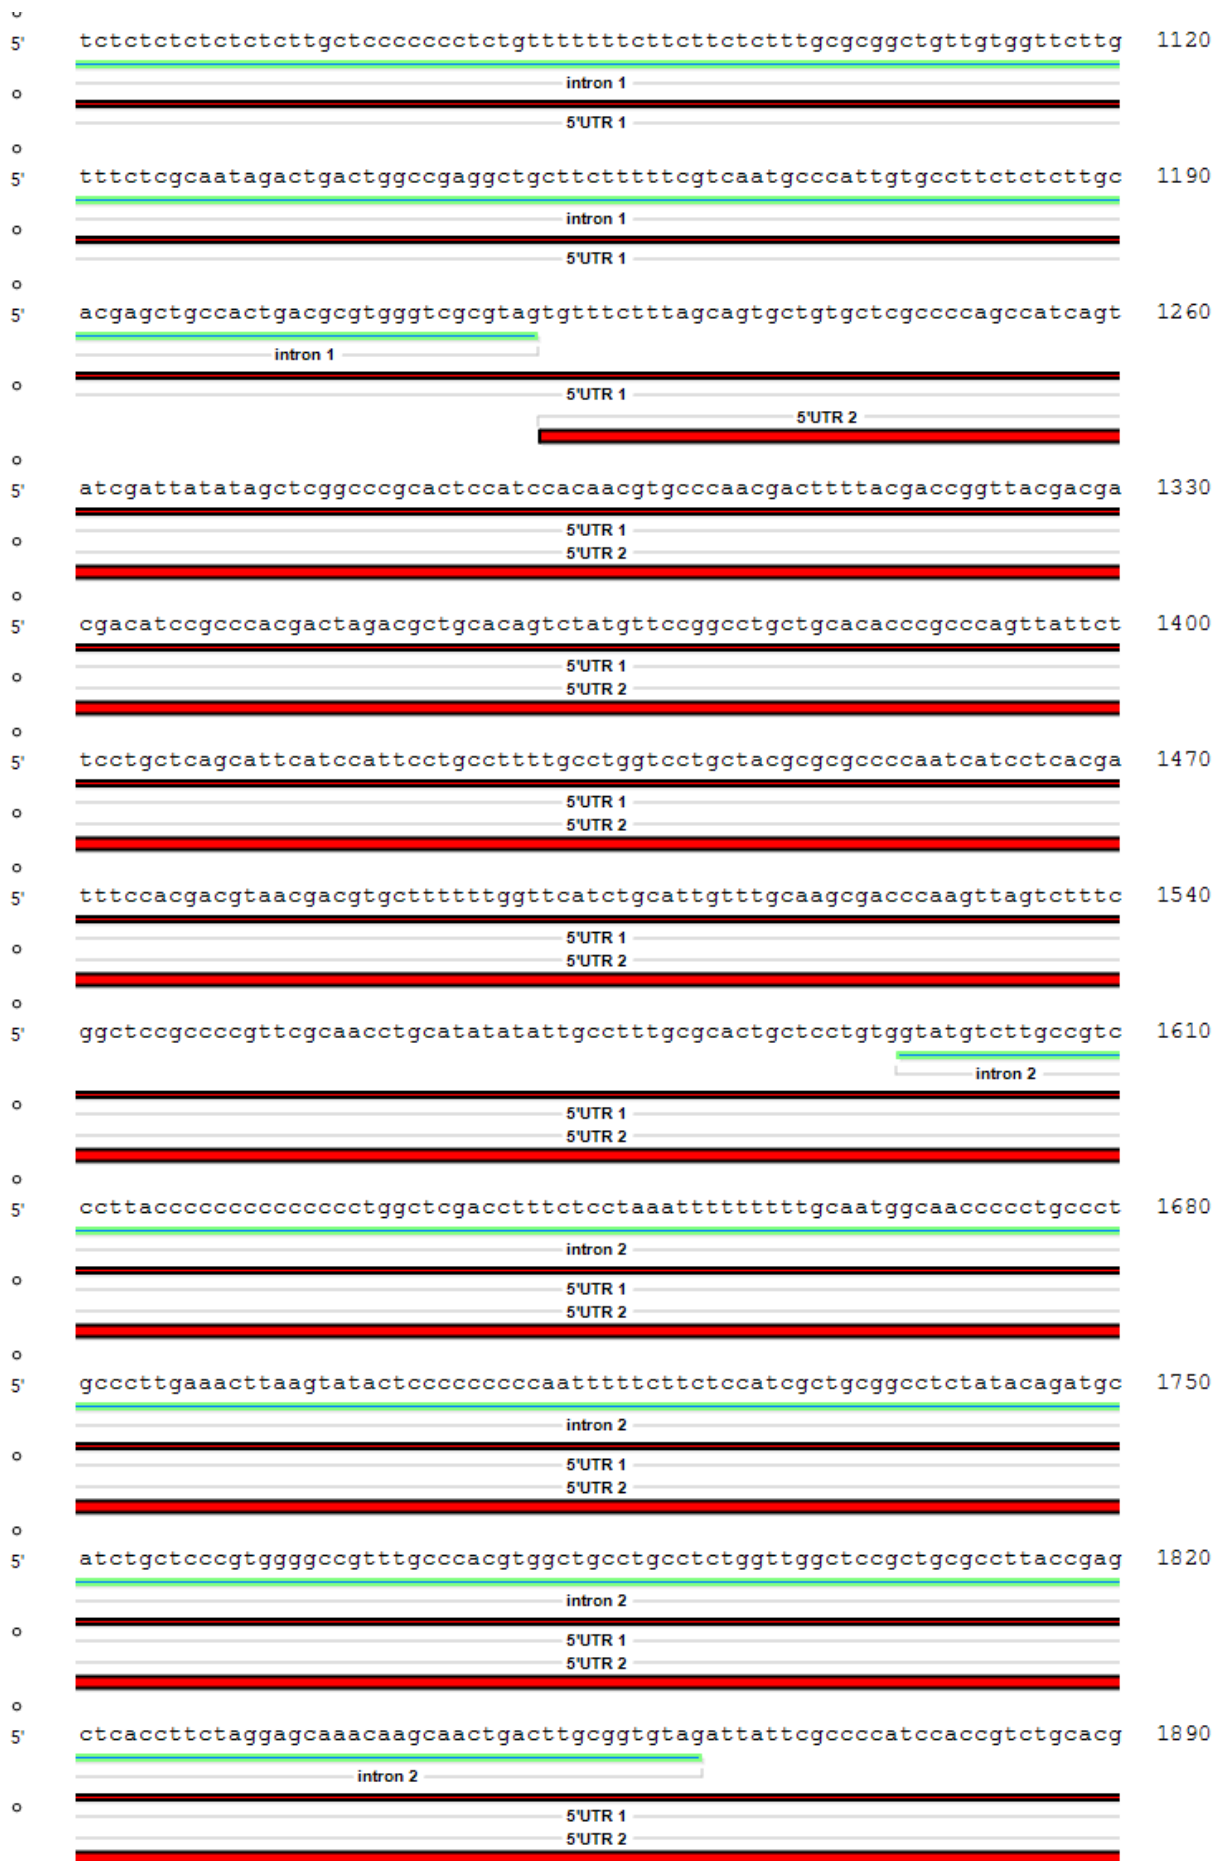 5' tctctctctctctcttgctccccccctctgtttttttcttcttctctttgcgcggctgttgtggttcttg 1120
intron 1
5'UTR 1
5' tttctcgcaatagactgactggccgaggctgcttctttttcgtcaatgcccattgtgccttctctcttgc 1190
intron 1
5'UTR 1
5' acgagctgccactgacgcgtgggtcgcgtagtgtttctttagcagtgctgtgctcgccccagccatcagt 1260
intron 1
5'UTR 1
5'UTR 2
5' atcgattatatagctcggcccgcactccatccacaacgtgcccaacgacttttacgaccggttacgacga 1330
5'UTR 1
5'UTR 2
5' cgacatccgcccacgactagacgctgcacagtctatgttccggcctgctgcacacccgcccagttattct 1400
5'UTR 1
5'UTR 2
5' tcctgctcagcattcatccattcctgccttttgcctggtcctgctacgcgcgccccaatcatcctcacga 1470
5'UTR 1
5'UTR 2
5' tttccacgacgtaacgacgtgcttttttggttcatctgcattgtttgcaagcgacccaagttagtctttc 1540
5'UTR 1
5'UTR 2
5' ggctccgccccgttcgcaacctgcatatatattgcctttgcgcactgctcctgtggtatgtcttgccgtc 1610
intron 2
5'UTR 1
5'UTR 2
5' ccttacccccccccccccctggctcgacctttctcctaaattttttttgcaatggcaaccccctgccct 1680
intron 2
5'UTR 1
5'UTR 2
5' gcccttgaaacttaagtatactcccccccccaatttttcttctccatcgctgcggcctctatacagatgc 1750
intron 2
5'UTR 1
5'UTR 2
5' atctgctcccgtggggccgtttgcccacgtggctgcctgcctctggttggctccgctgcgccttaccgag 1820
intron 2
5'UTR 1
5'UTR 2
5' ctcaccttctaggagcaaacaagcaactgacttgcggtgtagattattcgccccatccaccgtctgcacg 1890
intron 2
5'UTR 1
5'UTR 2